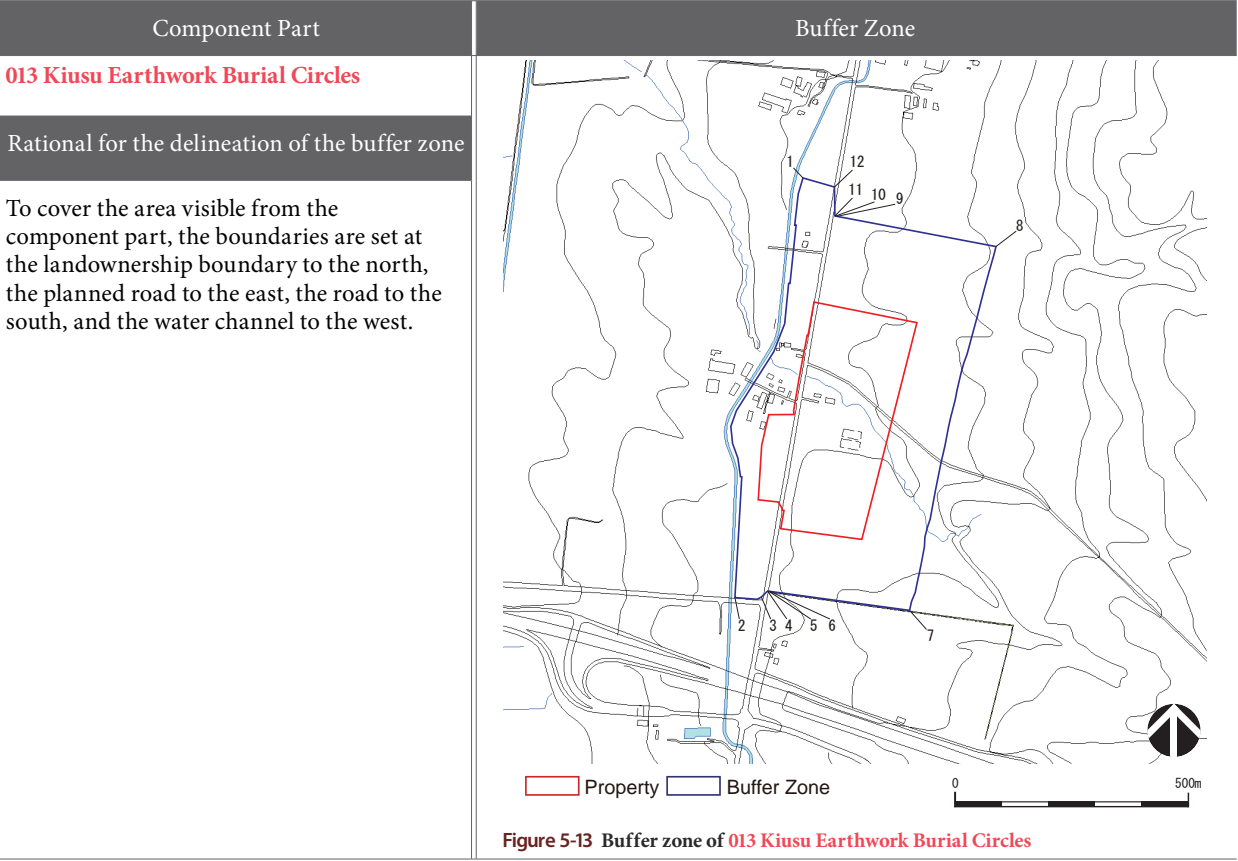 Component Part
Buffer Zone
013 Kiusu Earthwork Burial Circles
Rational for the delineation of the buffer zone
To cover the area visible from the
component part, the boundaries are set at
the landownership boundary to the north,
the planned road to the east, the road to the
south, and the water channel to the west.
1
12
11
10
9
8
2
3
4
5
6
7
Property
Buffer Zone
0
500m
Figure 5-13 Buffer zone of 013 Kiusu Earthwork Burial Circles